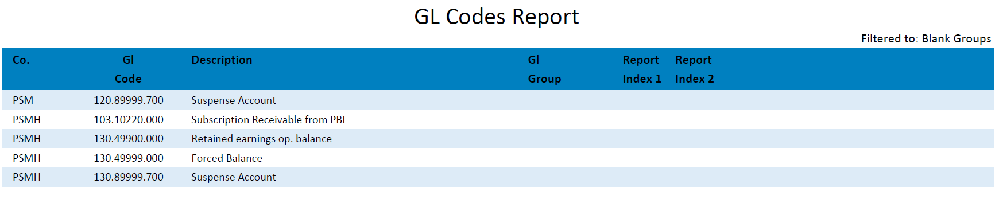 GL Codes Report
Filtered to: Blank Groups
Co. Gl Description Gl Report Report
Code Group Index 1 Index 2
PSM 120.89999.700 Suspense Account
PSMH 103.10220.000 Subscription Receivable from PBI
PSMH 130.49900.000 Retained earnings op. balance
PSMH 130.49999.000 Forced Balance
PSMH 130.89999.700 Suspense Account